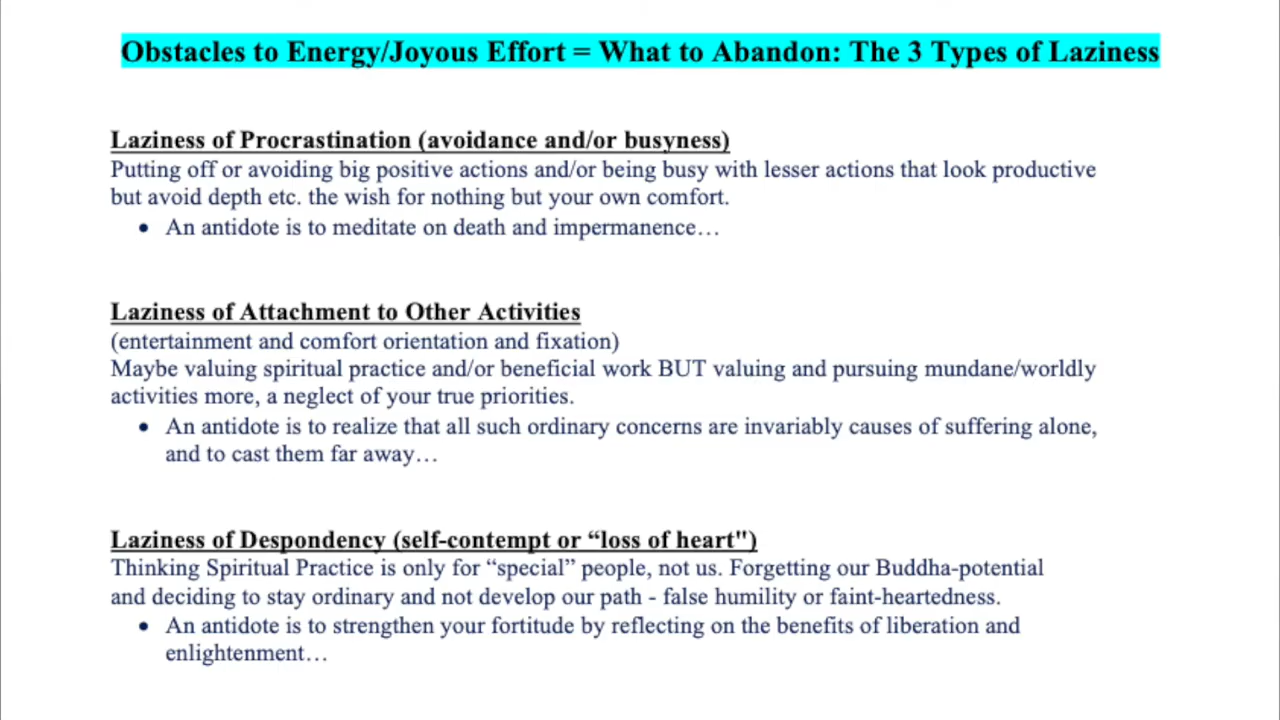 Obstacles to Energy/Joyous Effort = What to Abandon: The 3 Types of Laziness
Laziness of Procrastination (avoidance and/or busyness)
Putting off or avoiding big positive actions and/or being busy with lesser actions that look productive
but avoid depth etc. the wish for nothing but your own comfort.
• An antidote is to meditate on death and impermanence…
Laziness of Attachment to Other Activities
(entertainment and comfort orientation and fixation)
Maybe valuing spiritual practice and/or beneficial work BUT valuing and pursuing mundane/worldly
activities more, a neglect of your true priorities.
• An antidote is to realize that all such ordinary concerns are invariably causes of suffering alone,
and to cast them far away…
Laziness of Despondency (self-contempt or “loss of heart")
Thinking Spiritual Practice is only for “special” people, not us. Forgetting our Buddha-potential
and deciding to stay ordinary and not develop our path - false humility or faint-heartedness.
• An antidote is to strengthen your fortitude by reflecting on the benefits of liberation and
enlightenment…